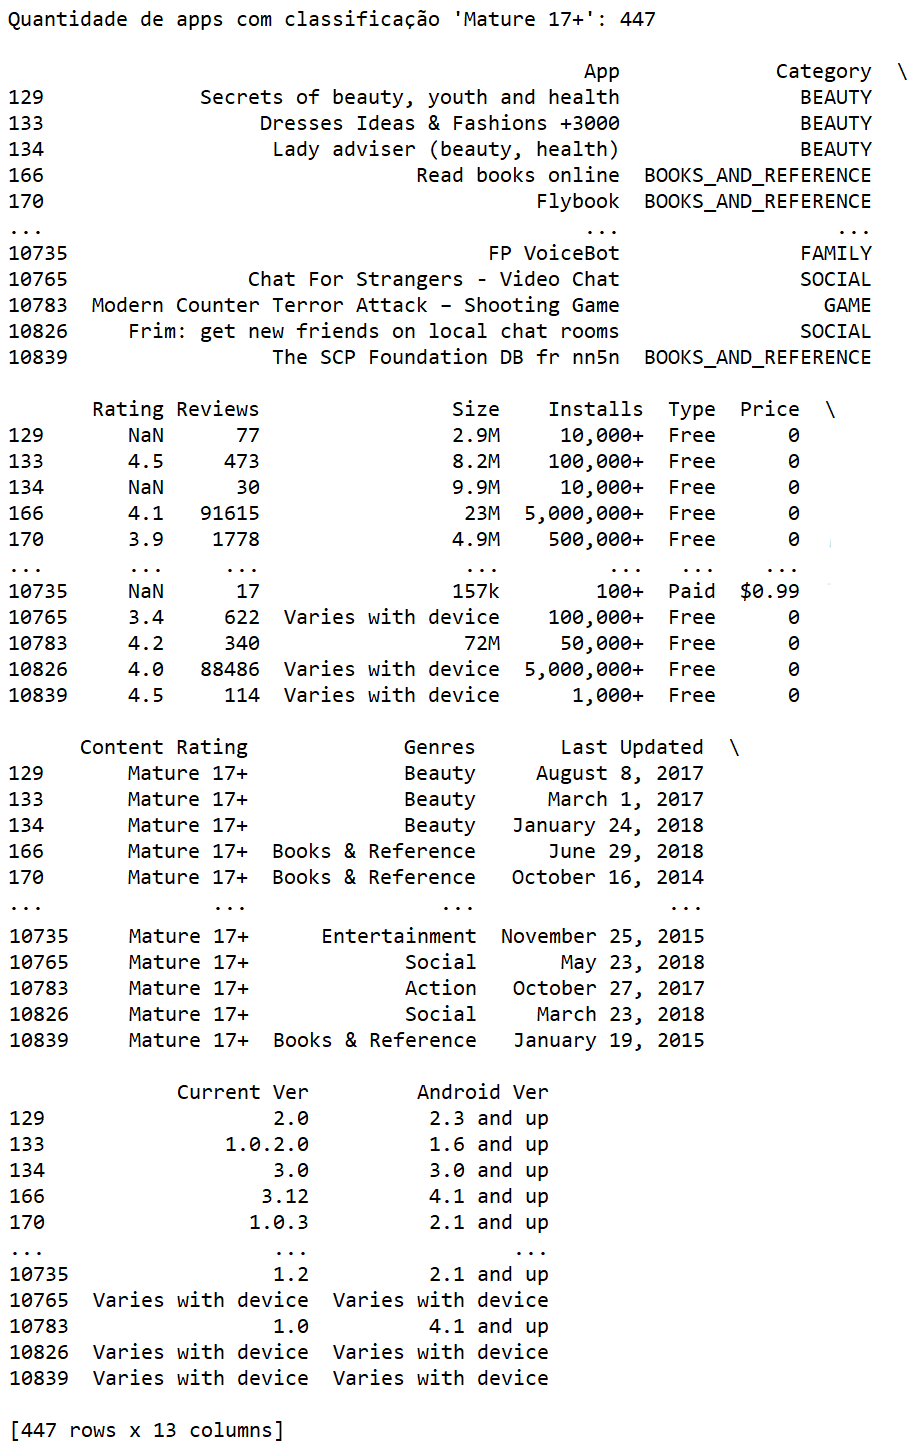 Quantidade de apps com classificação 'Mature 17+': 447

                                                App             Category  \
129             Secrets of beauty, youth and health               BEAUTY
133                  Dresses Ideas & Fashions +3000               BEAUTY
134                   Lady adviser (beauty, health)               BEAUTY
166                               Read books online  BOOKS_AND_REFERENCE
170                                         Flybook  BOOKS_AND_REFERENCE
...                                             ...                  ...
10735                                   FP VoiceBot               FAMILY
10765               Chat For Strangers - Video Chat               SOCIAL
10783  Modern Counter Terror Attack – Shooting Game                 GAME
10826     Frim: get new friends on local chat rooms               SOCIAL
10839                 The SCP Foundation DB fr nn5n  BOOKS_AND_REFERENCE

       Rating Reviews                Size    Installs  Type  Price  \
129       NaN      77                2.9M     10,000+  Free      0
133       4.5     473                8.2M    100,000+  Free      0
134       NaN      30                9.9M     10,000+  Free      0
166       4.1   91615                 23M  5,000,000+  Free      0
170       3.9    1778                4.9M    500,000+  Free      0
...       ...     ...                 ...         ...   ...    ...
10735     NaN      17                157k        100+  Paid  $0.99
10765     3.4     622  Varies with device    100,000+  Free      0
10783     4.2     340                 72M     50,000+  Free      0
10826     4.0   88486  Varies with device  5,000,000+  Free      0
10839     4.5     114  Varies with device      1,000+  Free      0

      Content Rating             Genres       Last Updated  \
129       Mature 17+             Beauty     August 8, 2017
133       Mature 17+             Beauty      March 1, 2017
134       Mature 17+             Beauty   January 24, 2018
166       Mature 17+  Books & Reference      June 29, 2018
170       Mature 17+  Books & Reference   October 16, 2014
...              ...                ...                ...
10735     Mature 17+      Entertainment  November 25, 2015
10765     Mature 17+             Social       May 23, 2018
10783     Mature 17+             Action   October 27, 2017
10826     Mature 17+             Social     March 23, 2018
10839     Mature 17+  Books & Reference   January 19, 2015

              Current Ver         Android Ver
129                   2.0          2.3 and up
133               1.0.2.0          1.6 and up
134                   3.0          3.0 and up
166                  3.12          4.1 and up
170                 1.0.3          2.1 and up
...                   ...                 ...
10735                 1.2          2.1 and up
10765  Varies with device  Varies with device
10783                 1.0          4.1 and up
10826  Varies with device  Varies with device
10839  Varies with device  Varies with device

[447 rows x 13 columns]